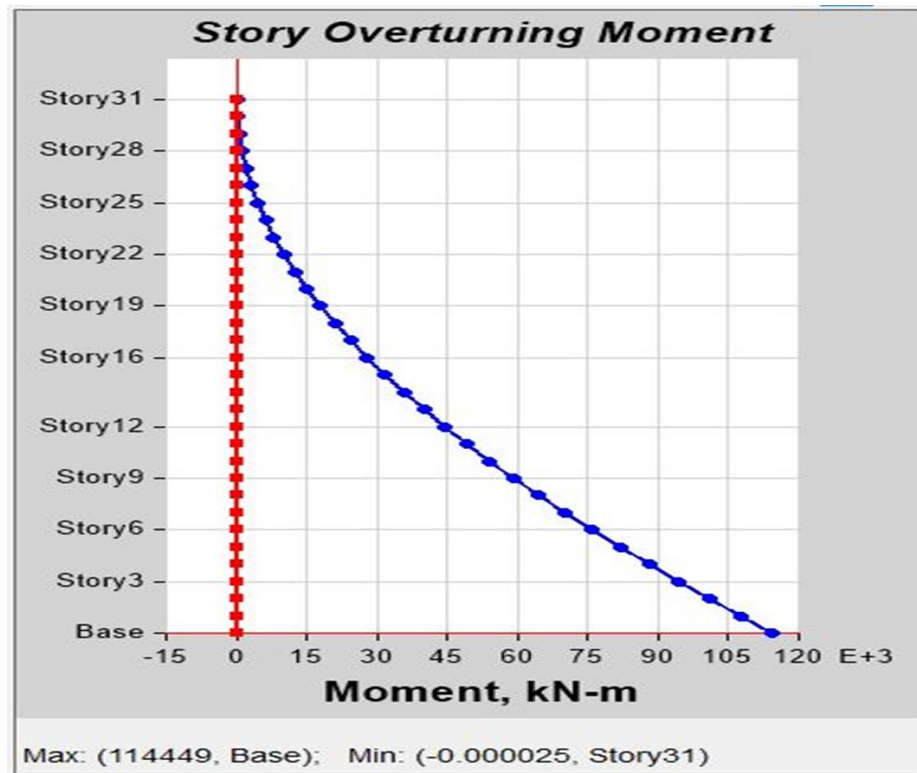 Story Overturning Moment
Story31
Story28
Story25
Story22
Story19
Story16
Story12
Story9
Story6
Story3
Base
-15 0 15 30 45 60 75 90 105 120 E+3
Moment, kN-m
Max: (114449, Base); Min: (-0.000025, Story31)